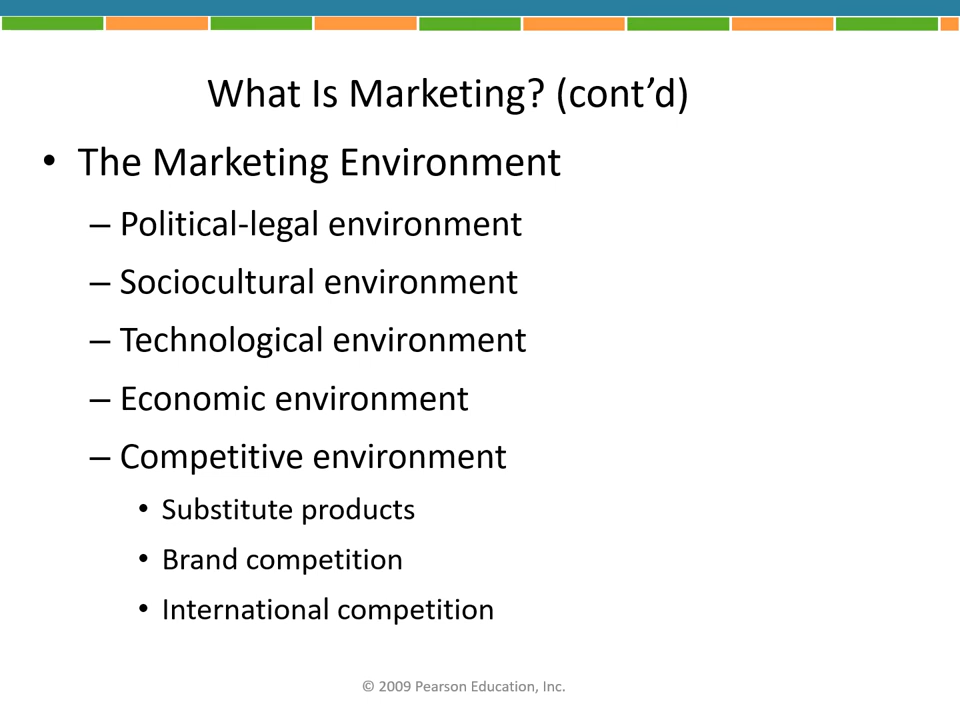 What Is Marketing? (cont’d)
• The Marketing Environment
– Political-legal environment
– Sociocultural environment
– Technological environment
– Economic environment
– Competitive environment
• Substitute products
• Brand competition
• International competition
© 2009 Pearson Education, Inc.